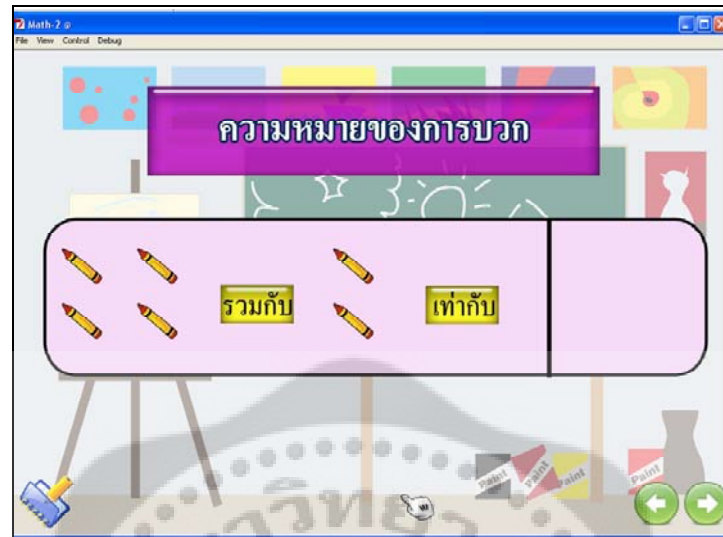 Math-2
File View Control Debug
ความหมายของการบวก
รวมกับ
เท่ากับ
Paint
Paint
Paint
Paint